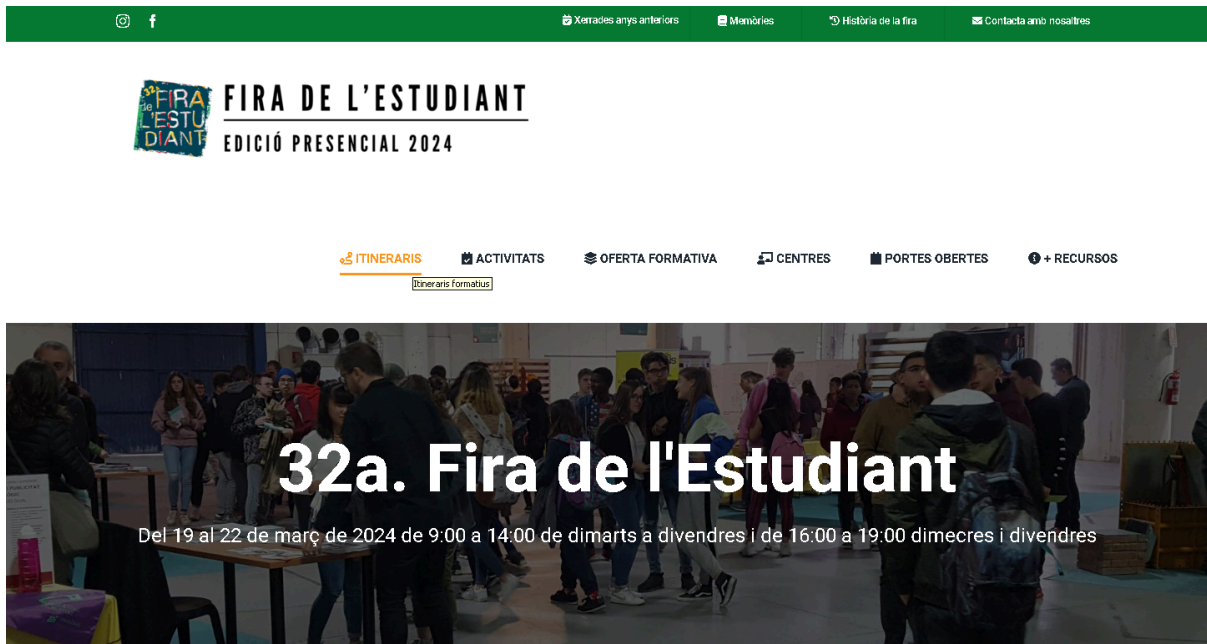 Xerrades anys anteriors
Memòries
Història de la fira
Contacta amb nosaltres
32a
FIRA
de
L'ESTU
DIANT
FIRA DE L'ESTUDIANT
EDICIÓ PRESENCIAL 2024
ITINERARIS
ACTIVITATS
OFERTA FORMATIVA
CENTRES
PORTES OBERTES
+ RECURSOS
Itineraris formatius
32a. Fira de l'Estudiant
Del 19 al 22 de març de 2024 de 9:00 a 14:00 de dimarts a divendres i de 16:00 a 19:00 dimecres i divendres